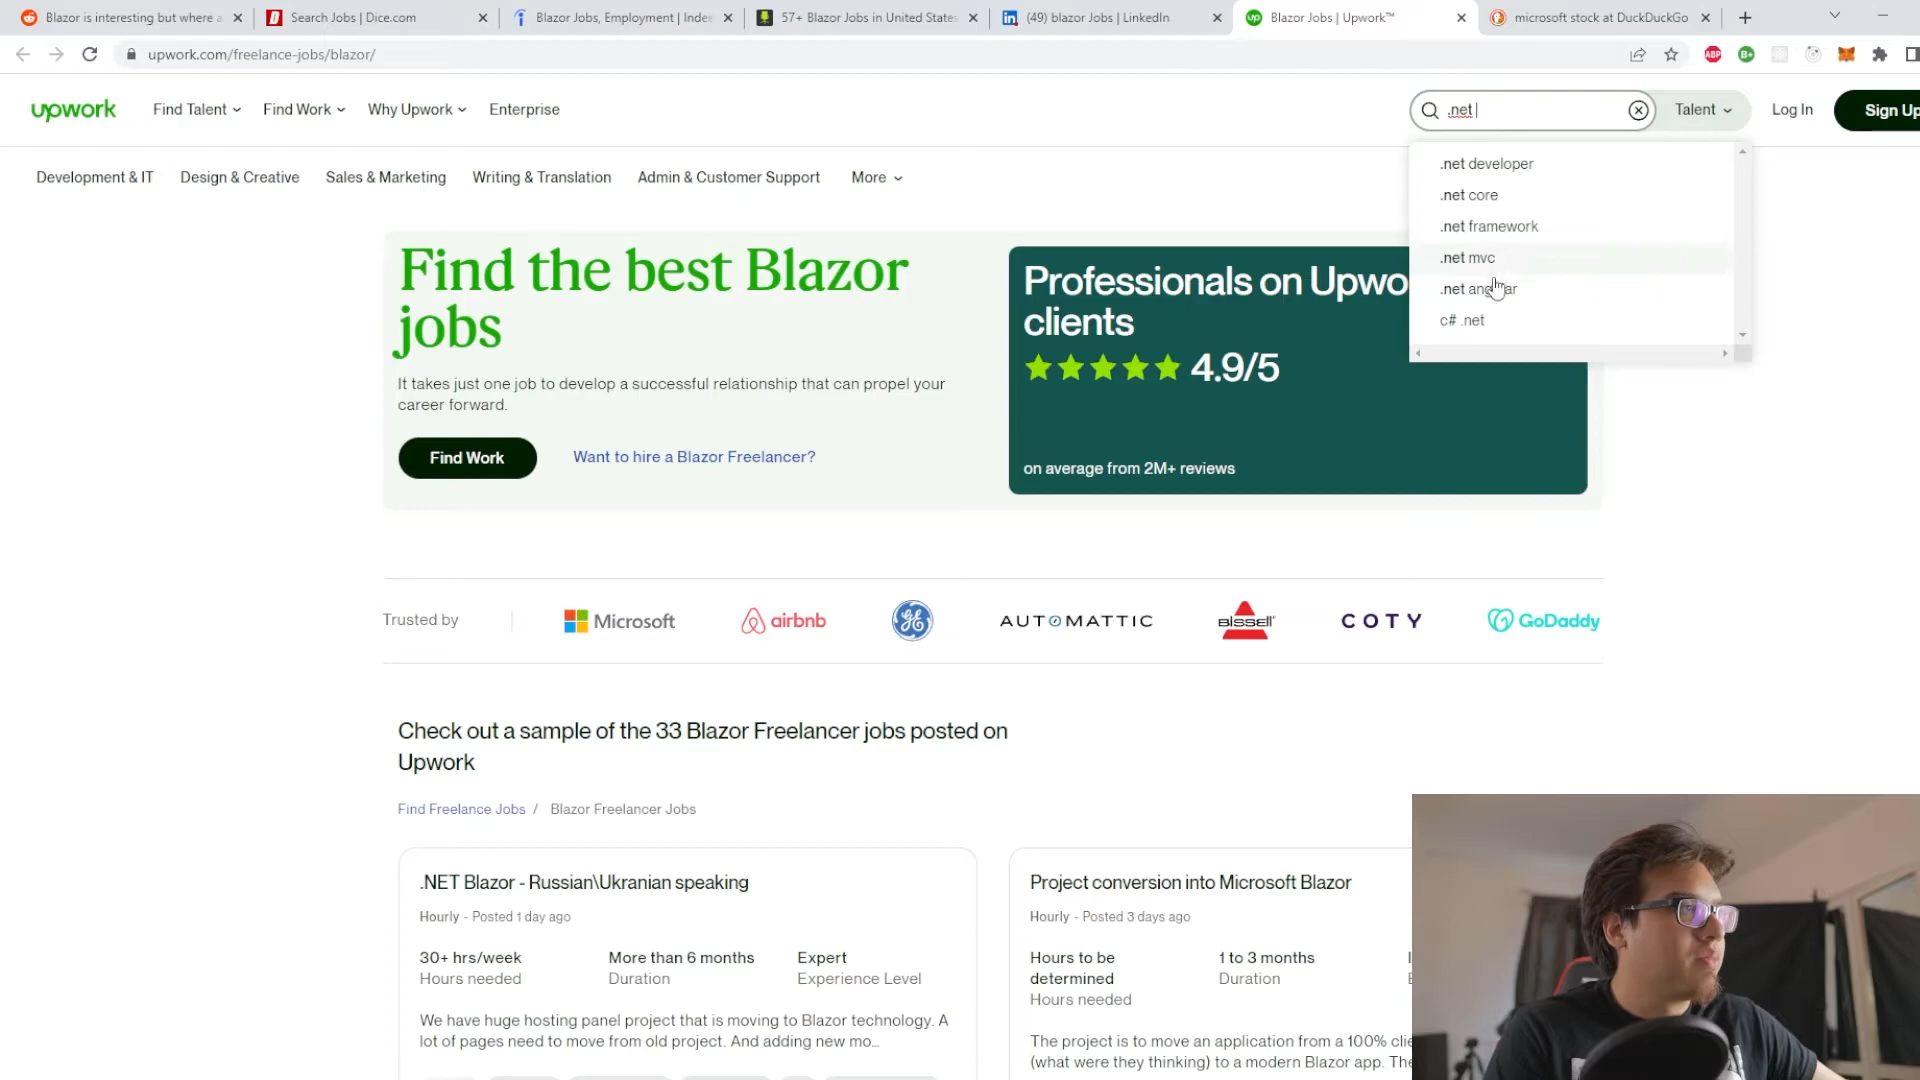 Blazor is interesting but where a
Search Jobs | Dice.com
Blazor Jobs, Employment | Indee
57+ Blazor Jobs in United States
(49) blazor Jobs | LinkedIn
Blazor Jobs | Upwork™
microsoft stock at DuckDuckGo
upwork.com/freelance-jobs/blazor/
ABP
B+
upwork
Find Talent
Find Work
Why Upwork
Enterprise
.net
Talent
Log In
Sign Up
Development & IT
Design & Creative
Sales & Marketing
Writing & Translation
Admin & Customer Support
More
.net developer
.net core
.net framework
.net mvc
.net angular
c# .net
Find the best Blazor
jobs
It takes just one job to develop a successful relationship that can propel your
career forward.
Find Work
Want to hire a Blazor Freelancer?
Professionals on Upwo
clients
4.9/5
on average from 2M+ reviews
Trusted by
Microsoft
airbnb
GE
AUTOMATTIC
BISSELL
COTY
GoDaddy
Check out a sample of the 33 Blazor Freelancer jobs posted on
Upwork
Find Freelance Jobs / Blazor Freelancer Jobs
.NET Blazor - Russian\Ukranian speaking
Hourly - Posted 1 day ago
30+ hrs/week
Hours needed
More than 6 months
Duration
Expert
Experience Level
We have huge hosting panel project that is moving to Blazor technology. A
lot of pages need to move from old project. And adding new mo...
Project conversion into Microsoft Blazor
Hourly - Posted 3 days ago
Hours to be
determined
Hours needed
1 to 3 months
Duration
The project is to move an application from a 100% clie
(what were they thinking) to a modern Blazor app. The